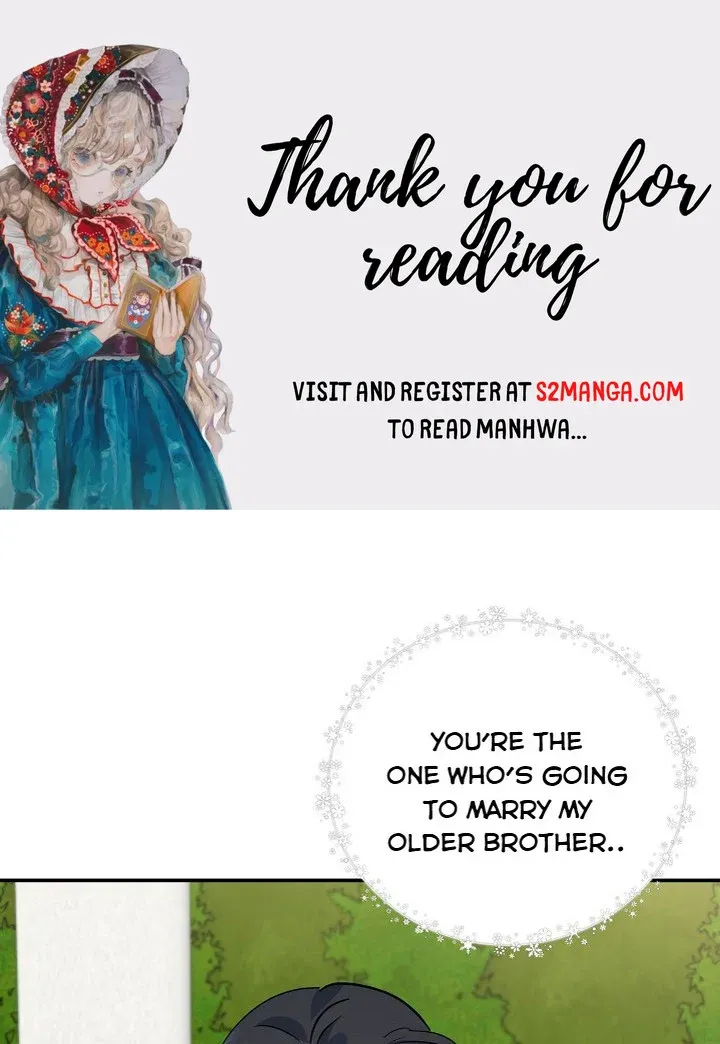 Thank you for
reading
VISIT AND REGISTER AT S2MANGA.COM
TO READ MANHWA...
YOU'RE THE
ONE WHO'S GOING
TO MARRY MY
OLDER BROTHER..